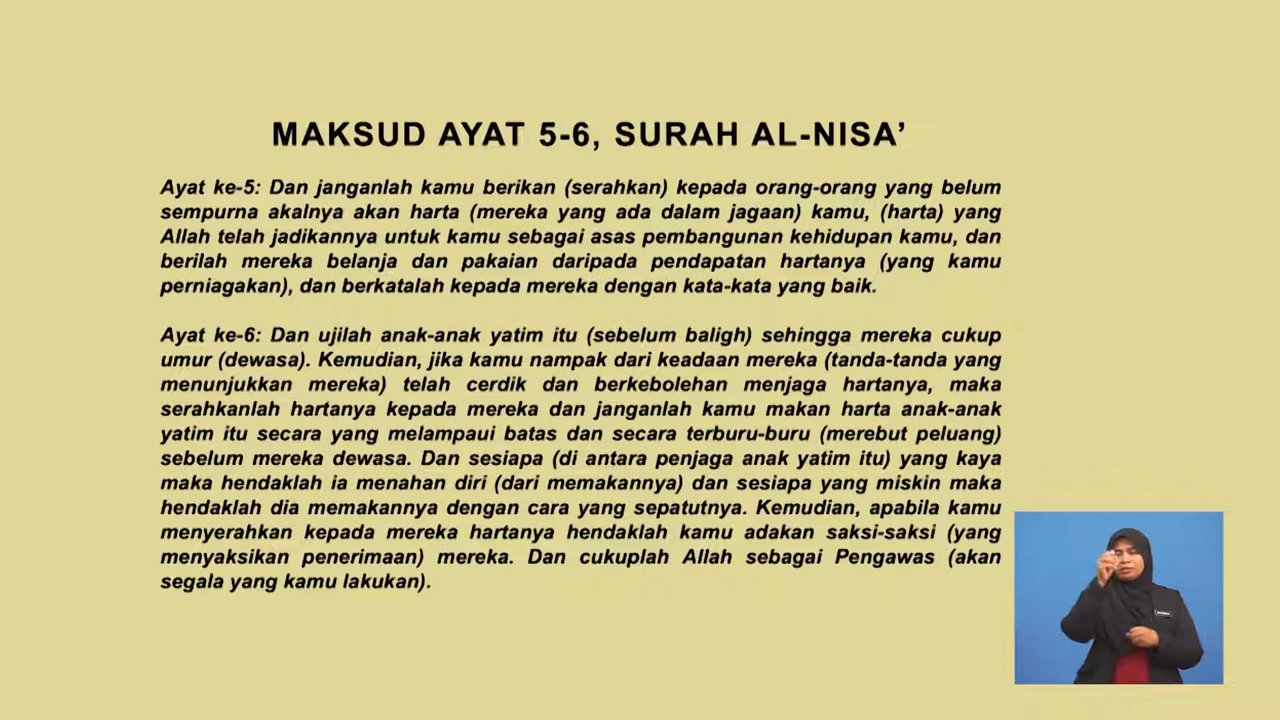 MAKSUD AYAT 5-6, SURAH AL-NISA’
Ayat ke-5: Dan janganlah kamu berikan (serahkan) kepada orang-orang yang belum
sempurna akalnya akan harta (mereka yang ada dalam jagaan) kamu, (harta) yang
Allah telah jadikannya untuk kamu sebagai asas pembangunan kehidupan kamu, dan
berilah mereka belanja dan pakaian daripada pendapatan hartanya (yang kamu
perniagakan), dan berkatalah kepada mereka dengan kata-kata yang baik.
Ayat ke-6: Dan ujilah anak-anak yatim itu (sebelum baligh) sehingga mereka cukup
umur (dewasa). Kemudian, jika kamu nampak dari keadaan mereka (tanda-tanda yang
menunjukkan mereka) telah cerdik dan berkebolehan menjaga hartanya, maka
serahkanlah hartanya kepada mereka dan janganlah kamu makan harta anak-anak
yatim itu secara yang melampaui batas dan secara terburu-buru (merebut peluang)
sebelum mereka dewasa. Dan sesiapa (di antara penjaga anak yatim itu) yang kaya
maka hendaklah ia menahan diri (dari memakannya) dan sesiapa yang miskin maka
hendaklah dia memakannya dengan cara yang sepatutnya. Kemudian, apabila kamu
menyerahkan kepada mereka hartanya hendaklah kamu adakan saksi-saksi (yang
menyaksikan penerimaan) mereka. Dan cukuplah Allah sebagai Pengawas (akan
segala yang kamu lakukan).